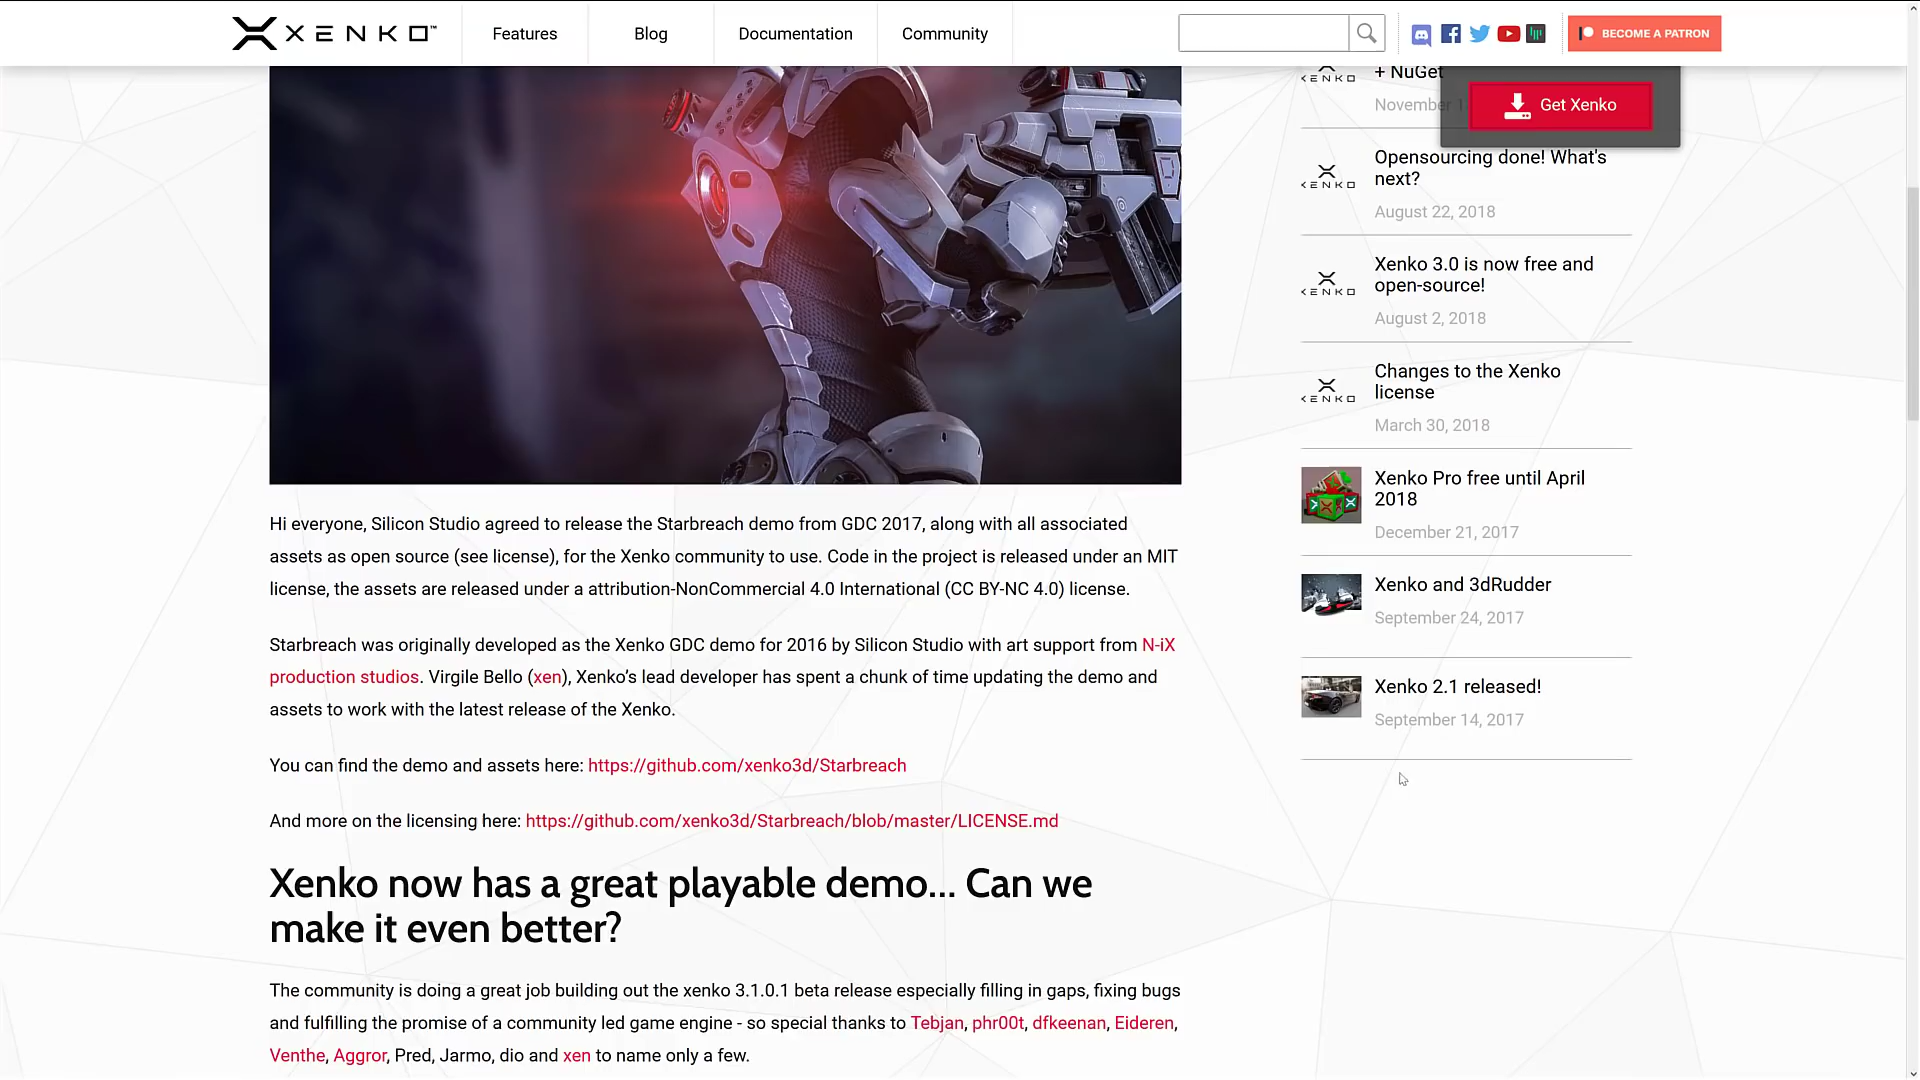 XENKO™
Features
Blog
Documentation
Community
BECOME A PATRON
Get Xenko
Hi everyone, Silicon Studio agreed to release the Starbreach demo from GDC 2017, along with all associated
assets as open source (see license), for the Xenko community to use. Code in the project is released under an MIT
license, the assets are released under a attribution-NonCommercial 4.0 International (CC BY-NC 4.0) license.
Starbreach was originally developed as the Xenko GDC demo for 2016 by Silicon Studio with art support from N-iX
production studios. Virgile Bello (xen), Xenko’s lead developer has spent a chunk of time updating the demo and
assets to work with the latest release of the Xenko.
You can find the demo and assets here: https://github.com/xenko3d/Starbreach
And more on the licensing here: https://github.com/xenko3d/Starbreach/blob/master/LICENSE.md
Xenko now has a great playable demo... Can we
make it even better?
The community is doing a great job building out the xenko 3.1.0.1 beta release especially filling in gaps, fixing bugs
and fulfilling the promise of a community led game engine - so special thanks to Tebjan, phr00t, dfkeenan, Eideren,
Venthe, Aggror, Pred, Jarmo, dio and xen to name only a few.
XENKO
+ NuGet
November
XENKO
Opensourcing done! What's
next?
August 22, 2018
XENKO
Xenko 3.0 is now free and
open-source!
August 2, 2018
XENKO
Changes to the Xenko
license
March 30, 2018
Xenko Pro free until April
2018
December 21, 2017
Xenko and 3dRudder
September 24, 2017
Xenko 2.1 released!
September 14, 2017